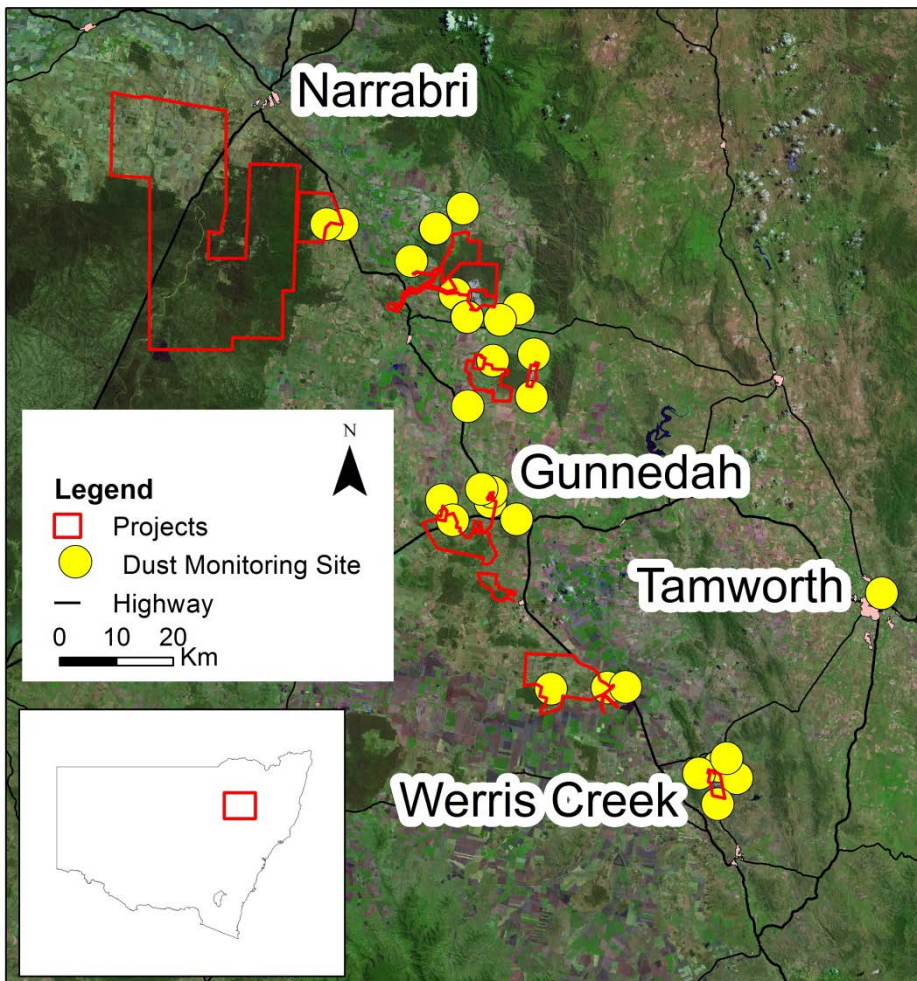 Narrabri
N
Gunnedah
Legend
Projects
Dust Monitoring Site
Highway
0 10 20
Km
Tamworth
Werris Creek